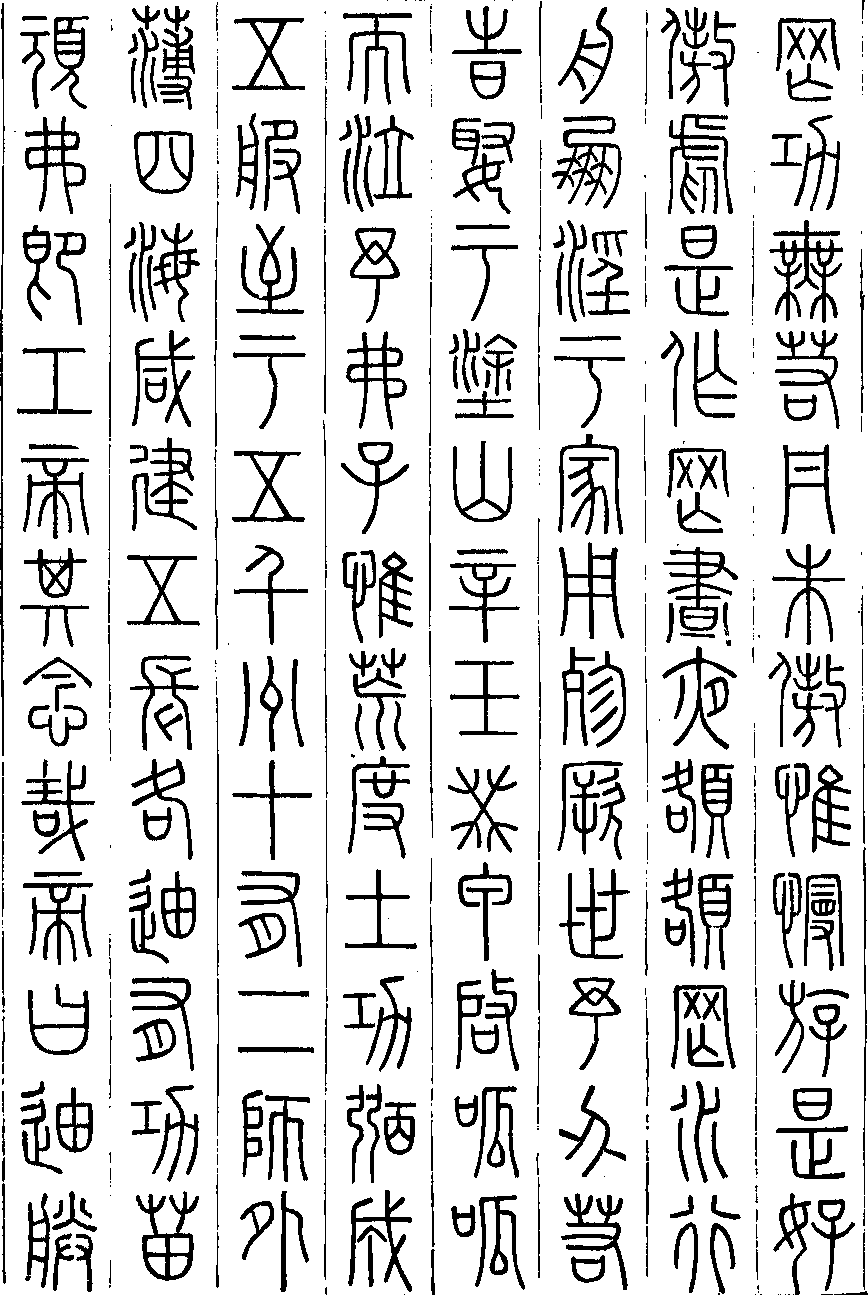 罔功無若丹朱傲惟慢遊是好
傲虐是作罔晝夜頟頟罔水行
舟朋淫于家用殄厥世予創若
時娶于塗山辛壬癸甲啓呱呱
而泣予弗子惟荒度土功弼成
五服至于五千州十有二師外
薄四海咸建五長各迪有功苗
頑弗即工帝其念哉帝曰迪朕